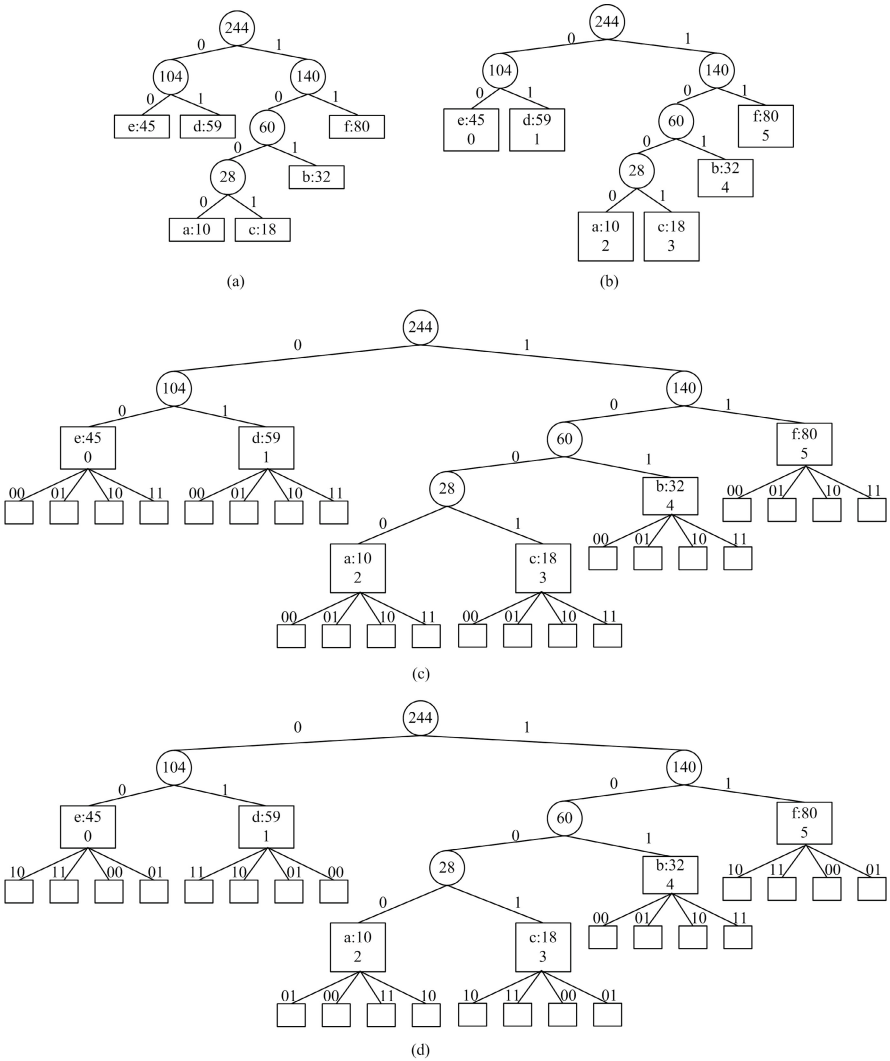 244
0 1
104 140
0 1 0 1
e:45 d:59 60 f:80
0 1
28 b:32
0 1
a:10 c:18
(a)
244
0 1
104 140
0 1 0 1
e:45 d:59 60 f:80
0 1 5
0 1
28 b:32
4
0 1
a:10 c:18
2 3
(b)
244
0 1
104 140
0 1 0 1
e:45 d:59 60 f:80
0 1 5
0 1
00 01 10 11 00 01 10 11 28 b:32 00 01 10 11
4
0 1
00 01 10 11
a:10 c:18
2 3
00 01 10 11 00 01 10 11
(c)
244
0 1
104 140
0 1 0 1
e:45 d:59 60 f:80
0 1 5
0 1
10 11 00 01 11 10 01 00 28 b:32 10 11 00 01
4
0 1
00 01 10 11
a:10 c:18
2 3
01 00 11 10 10 11 00 01
(d)